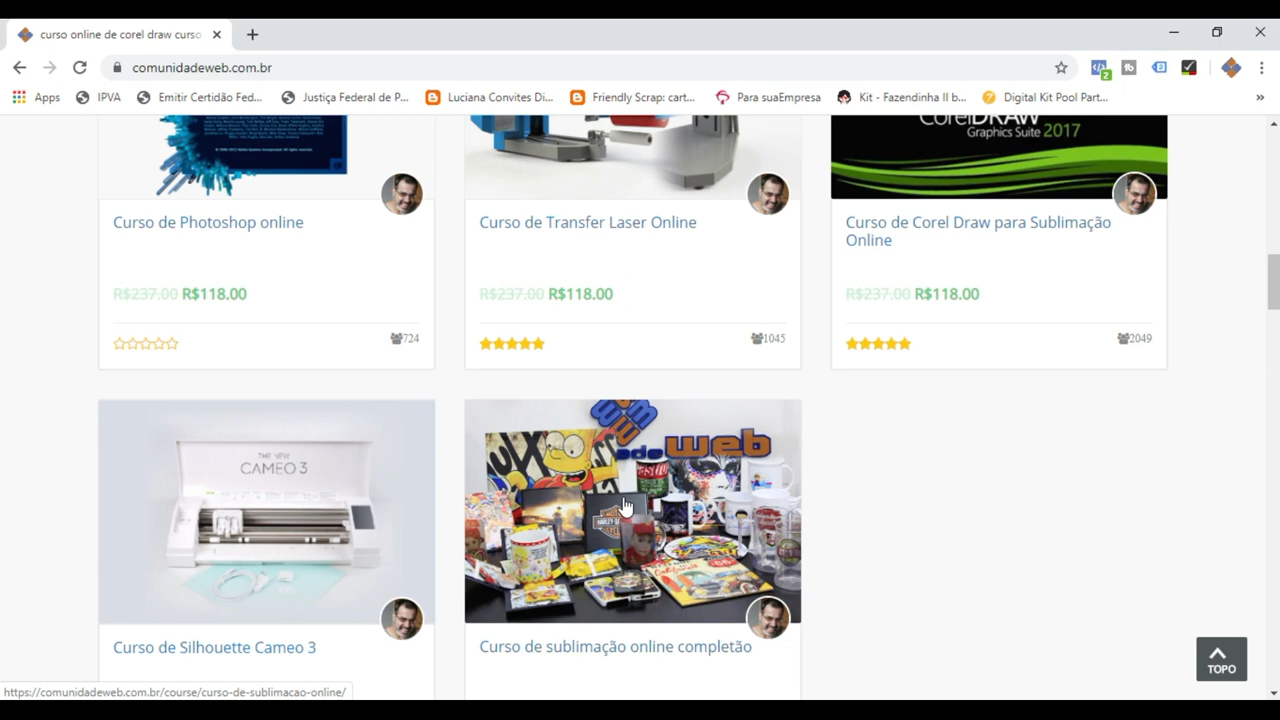 curso online de corel draw curso
comunidadeweb.com.br
2
Apps
IPVA
Emitir Certidão Fed...
Justiça Federal de P...
Luciana Convites Di...
Friendly Scrap: cart...
Para suaEmpresa
Kit - Fazendinha II b...
Digital Kit Pool Part...
»
CorelDRAW
Graphics Suite 2017
Curso de Photoshop online
R$237.00 R$118.00
724
Curso de Transfer Laser Online
R$237.00 R$118.00
1045
Curso de Corel Draw para Sublimação
Online
R$237.00 R$118.00
2049
THE NEW
CAMEO 3
Curso de Silhouette Cameo 3
web
HARLEY-DAVIDSON
Curso de sublimação online completão
TOPO
https://comunidadeweb.com.br/course/curso-de-sublimacao-online/